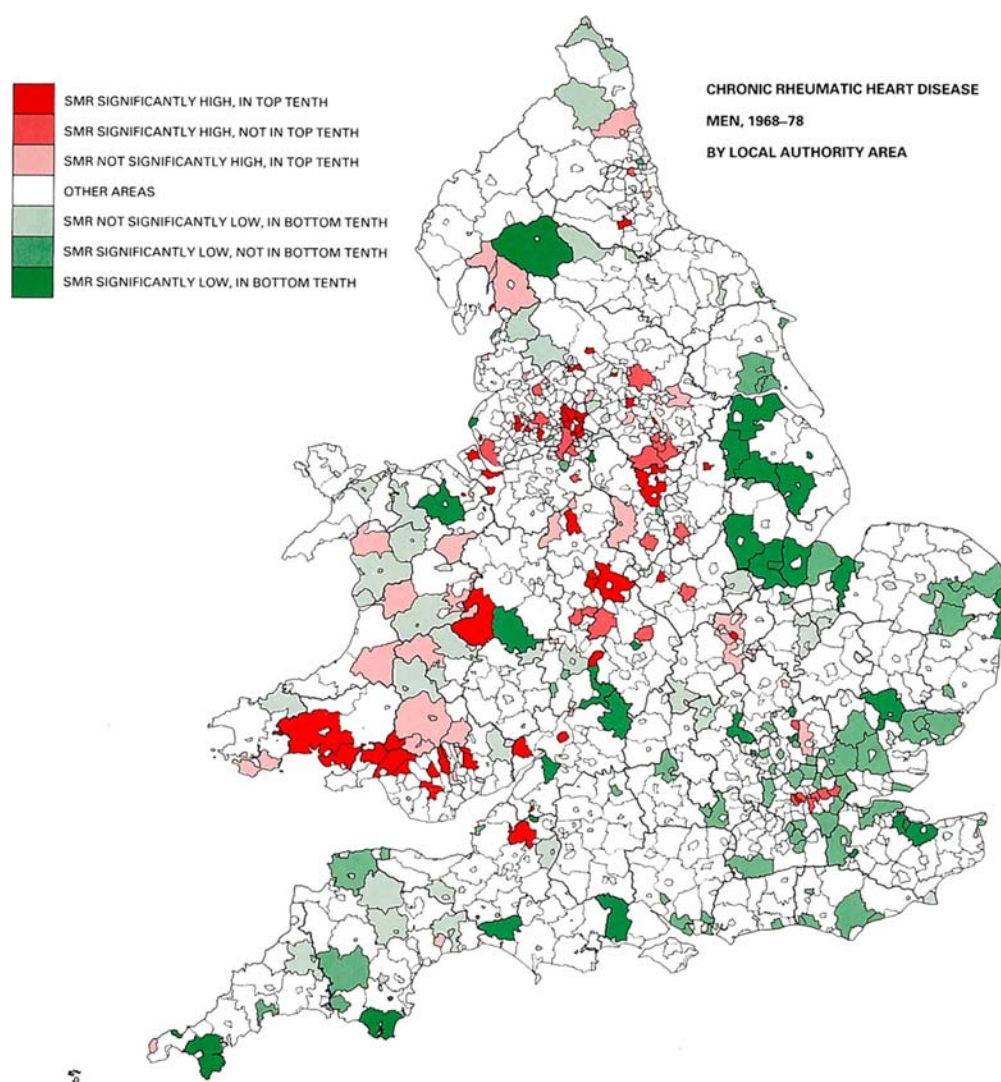 SMR SIGNIFICANTLY HIGH, IN TOP TENTH
SMR SIGNIFICANTLY HIGH, NOT IN TOP TENTH
SMR NOT SIGNIFICANTLY HIGH, IN TOP TENTH
OTHER AREAS
SMR NOT SIGNIFICANTLY LOW, IN BOTTOM TENTH
SMR SIGNIFICANTLY LOW, NOT IN BOTTOM TENTH
SMR SIGNIFICANTLY LOW, IN BOTTOM TENTH
CHRONIC RHEUMATIC HEART DISEASE
MEN, 1968–78
BY LOCAL AUTHORITY AREA